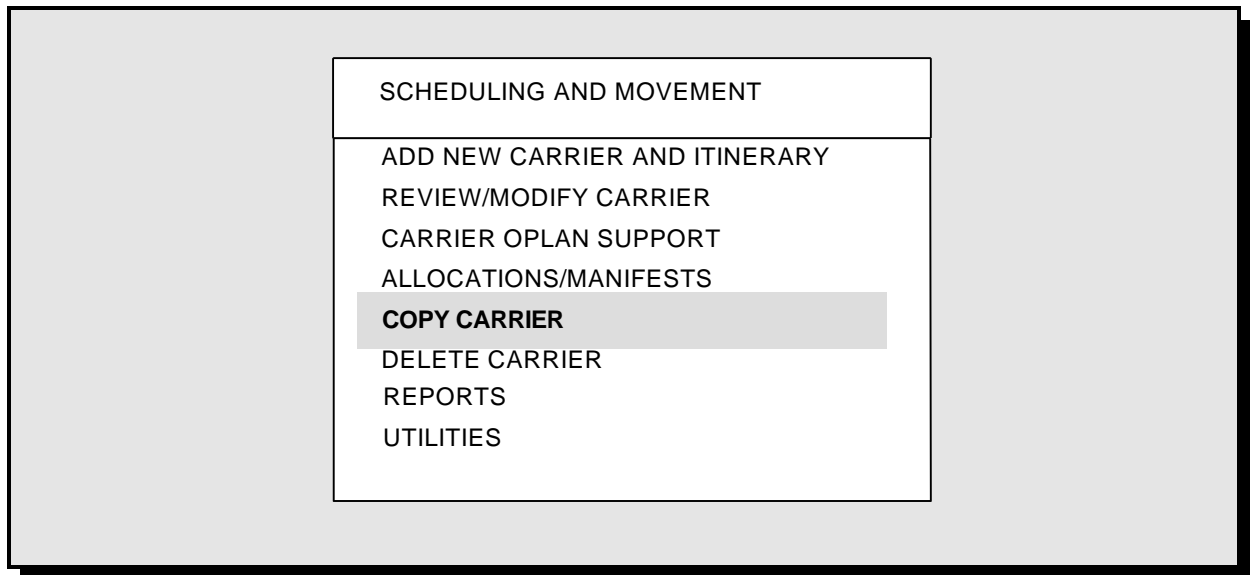 SCHEDULING AND MOVEMENT
ADD NEW CARRIER AND ITINERARY
REVIEW/MODIFY CARRIER
CARRIER OPLAN SUPPORT
ALLOCATIONS/MANIFESTS
COPY CARRIER
DELETE CARRIER
REPORTS
UTILITIES